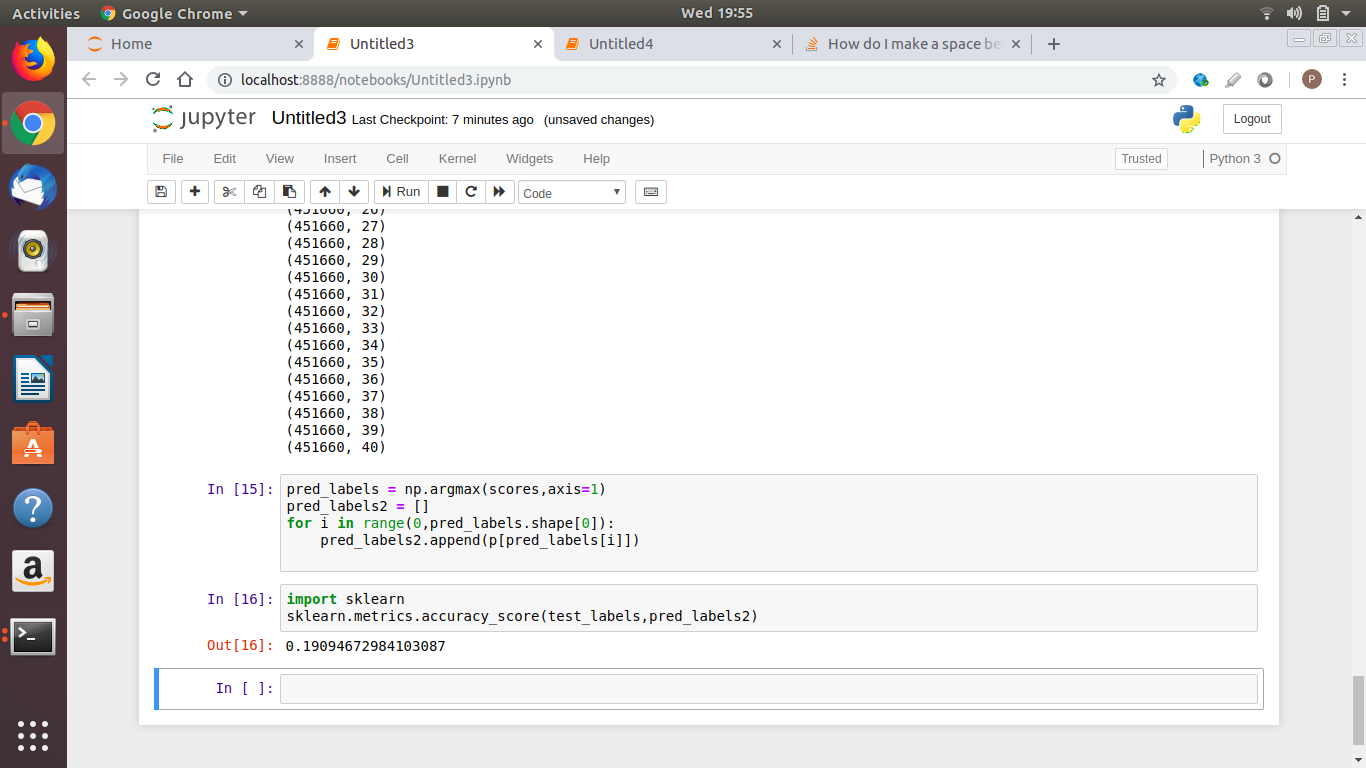 Activities Google Chrome Wed 19:55
Home Untitled3 Untitled4 How do I make a space be
localhost:8888/notebooks/Untitled3.ipynb P
jupyter Untitled3 Last Checkpoint: 7 minutes ago (unsaved changes) Logout
File Edit View Insert Cell Kernel Widgets Help Trusted Python 3
Run Code
(451660, 26)
(451660, 27)
(451660, 28)
(451660, 29)
(451660, 30)
(451660, 31)
(451660, 32)
(451660, 33)
(451660, 34)
(451660, 35)
(451660, 36)
(451660, 37)
(451660, 38)
(451660, 39)
(451660, 40)
In [15]: pred_labels = np.argmax(scores,axis=1)
pred_labels2 = []
for i in range(0,pred_labels.shape[0]):
    pred_labels2.append(p[pred_labels[i]])
In [16]: import sklearn
sklearn.metrics.accuracy_score(test_labels,pred_labels2)
Out[16]: 0.19094672984103087
In [ ]: